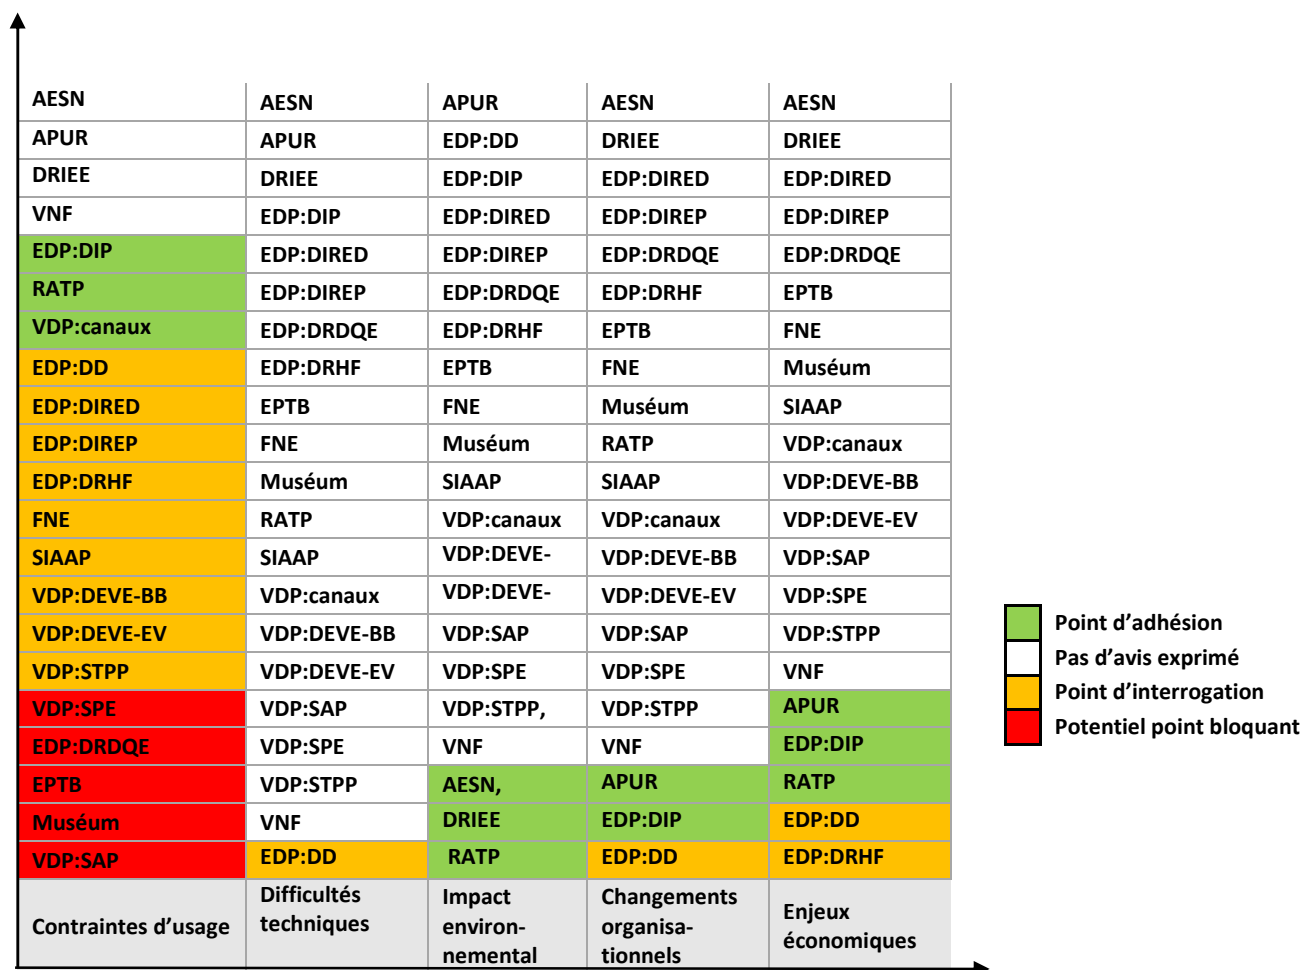 AESN AESN APUR AESN AESN
APUR APUR EDP:DD DRIEE DRIEE
DRIEE DRIEE EDP:DIP EDP:DIRED EDP:DIRED
VNF EDP:DIP EDP:DIRED EDP:DIREP EDP:DIREP
EDP:DIP EDP:DIRED EDP:DIREP EDP:DRDQE EDP:DRDQE
RATP EDP:DIREP EDP:DRDQE EDP:DRHF EPTB
VDP:canaux EDP:DRDQE EDP:DRHF EPTB FNE
EDP:DD EDP:DRHF EPTB FNE Muséum
EDP:DIRED EPTB FNE Muséum SIAAP
EDP:DIREP FNE Muséum RATP VDP:canaux
EDP:DRHF Muséum SIAAP SIAAP VDP:DEVE-BB
FNE RATP VDP:canaux VDP:canaux VDP:DEVE-EV
SIAAP SIAAP VDP:DEVE- VDP:DEVE-BB VDP:SAP
VDP:DEVE-BB VDP:canaux VDP:DEVE- VDP:DEVE-EV VDP:SPE
VDP:DEVE-EV VDP:DEVE-BB VDP:SAP VDP:SAP VDP:STPP
VDP:STPP VDP:DEVE-EV VDP:SPE VDP:SPE VNF
VDP:SPE VDP:SAP VDP:STPP, VDP:STPP APUR
EDP:DRDQE VDP:SPE VNF VNF EDP:DIP
EPTB VDP:STPP AESN, APUR RATP
Muséum VNF DRIEE EDP:DIP EDP:DD
VDP:SAP EDP:DD RATP EDP:DD EDP:DRHF
Contraintes d’usage
Difficultés
techniques
Impact
environ-
nemental
Changements
organisa-
tionnels
Enjeux
économiques
Point d’adhésion
Pas d’avis exprimé
Point d’interrogation
Potentiel point bloquant